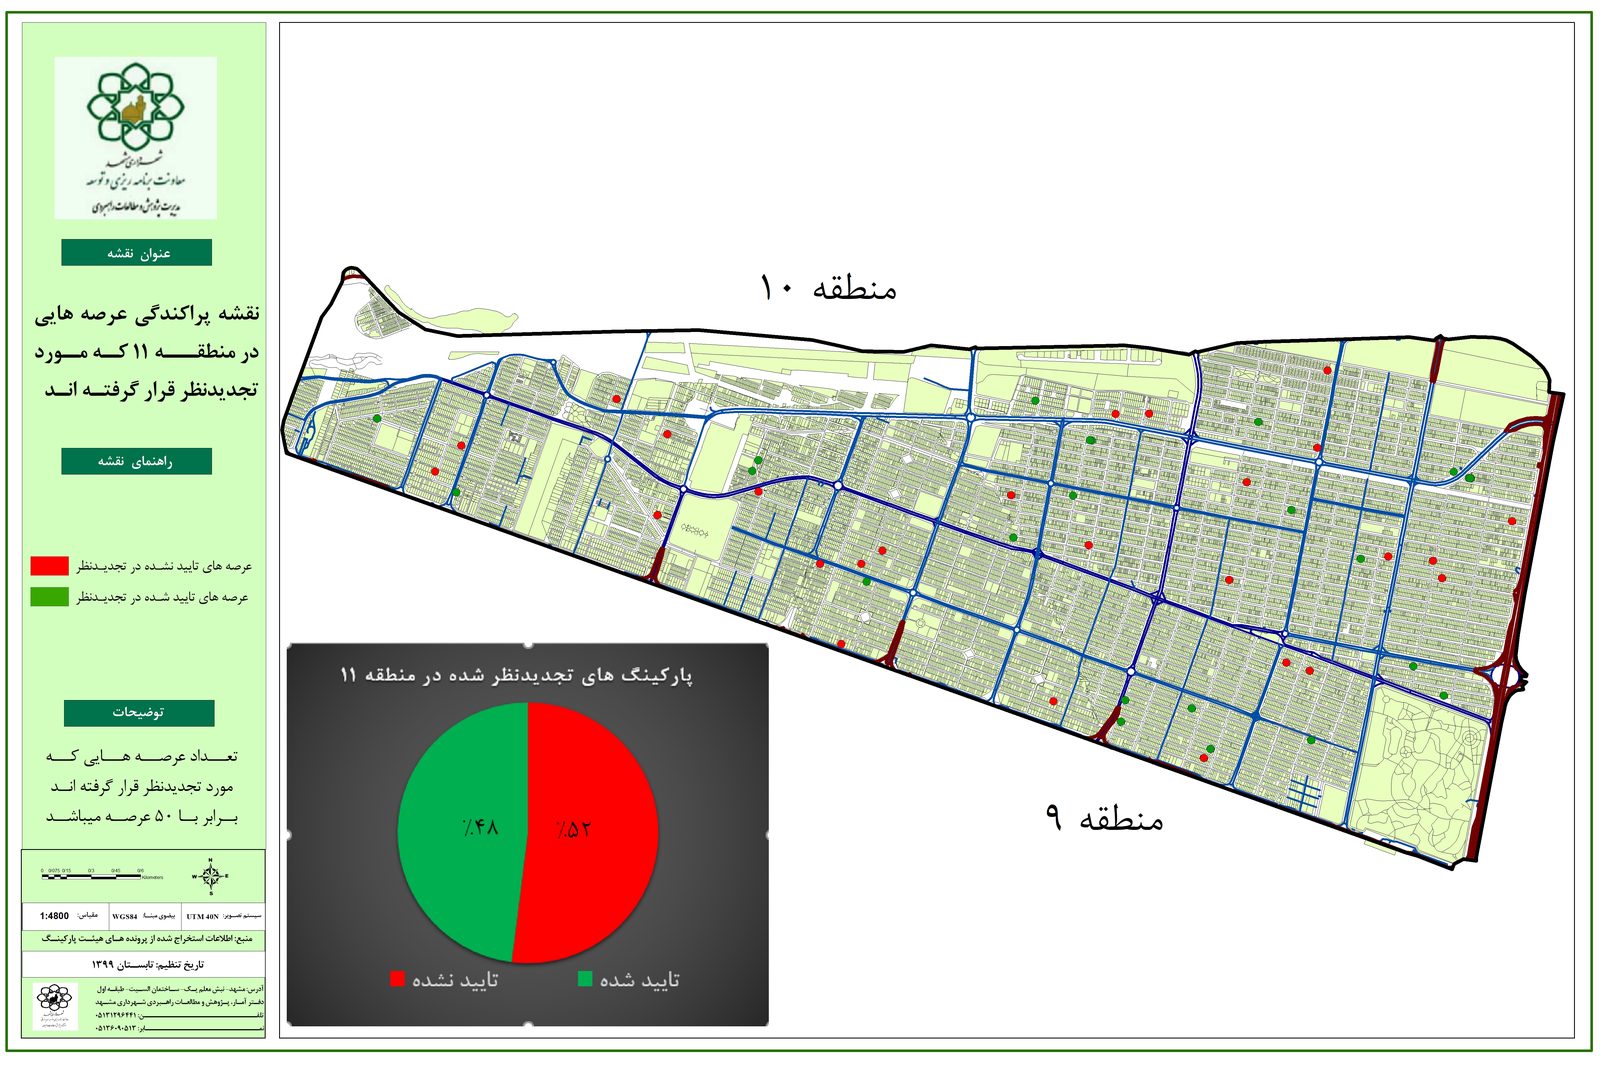 شهرداری مشهد
معاونت برنامه ریزی و توسعه
مدیریت پژوهش و مطالعات راهبردی
عنوان نقشه
نقشه پراکندگی عرصه هایی
در منطقه ۱۱ که مورد
تجدیدنظر قرار گرفته اند
راهنمای نقشه
عرصه های تایید نشده در تجدیدنظر
عرصه های تایید شده در تجدیدنظر
توضیحات
تعداد عرصه هایی که
مورد تجدیدنظر قرار گرفته اند
برابر با ۵۰ عرصه میباشد
0 0/075 0/15 0/3 0/45 0/6
Kilometers
N
W E
S
سیستم تصویر: UTM 40N بیضوی مبنا: WGS84 مقیاس: 1:4800
منبع: اطلاعات استخراج شده از پرونده های هیئت پارکینگ
تاریخ تنظیم: تابستان ۱۳۹۹
آدرس: مشهد - نبش معلم یک - ساختمان السیت - طبقه اول
دفتر آمار، پژوهش و مطالعات راهبردی شهرداری مشهد
تلفن: ۰۵۱۳۱۲۹۶۴۴۱
نمابر: ۰۵۱۳۶۰۹۰۵۱۳
منطقه ۱۰
منطقه ۹
پارکینگ های تجدیدنظر شده در منطقه ۱۱
٪۴۸
٪۵۲
تایید شده
تایید نشده